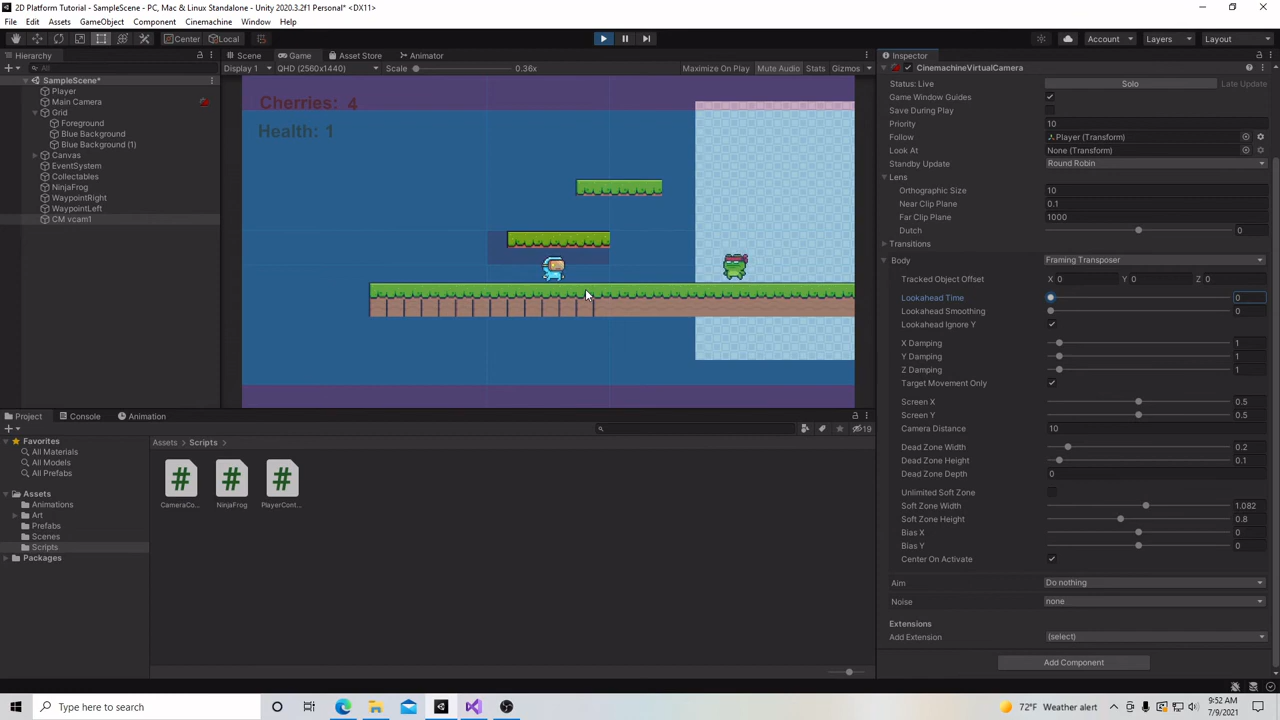 2D Platform Tutorial - SampleScene - PC, Mac & Linux Standalone - Unity 2020.3.2f1 Personal* <DX11>
File Edit Assets GameObject Component Cinemachine Window Help
Center Local Account Layers Layout
Hierarchy Scene Game Asset Store Animator Inspector
All Display 1 QHD (2560x1440) Scale 0.36x Maximize On Play Mute Audio Stats Gizmos CinemachineVirtualCamera
SampleScene* Status: Live Solo Late Update
Player Game Window Guides
Main Camera Cherries: 4 Save During Play
Grid Priority 10
Foreground Health: 1 Follow Player (Transform)
Blue Background Look At None (Transform)
Blue Background (1) Standby Update Round Robin
Canvas Lens
EventSystem Orthographic Size 10
Collectables Near Clip Plane 0.1
NinjaFrog Far Clip Plane 1000
WaypointRight Dutch 0
WaypointLeft Transitions
CM vcam1 Body Framing Transposer
Tracked Object Offset X 0 Y 0 Z 0
Lookahead Time 0
Lookahead Smoothing 0
Lookahead Ignore Y
X Damping 1
Y Damping 1
Z Damping 1
Target Movement Only
Screen X 0.5
Screen Y 0.5
Project Console Animation Camera Distance 10
19
Favorites Assets Scripts Dead Zone Width 0.2
All Materials Dead Zone Height 0.1
All Models Dead Zone Depth 0
All Prefabs
Assets Unlimited Soft Zone
Animations CameraCo... NinjaFrog PlayerCont... Soft Zone Width 1.082
Art Soft Zone Height 0.8
Prefabs Bias X 0
Scenes Bias Y 0
Scripts Center On Activate
Packages
Aim Do nothing
Noise none
Extensions
Add Extension (select)
Add Component
Type here to search 72°F Weather alert 9:52 AM
7/9/2021